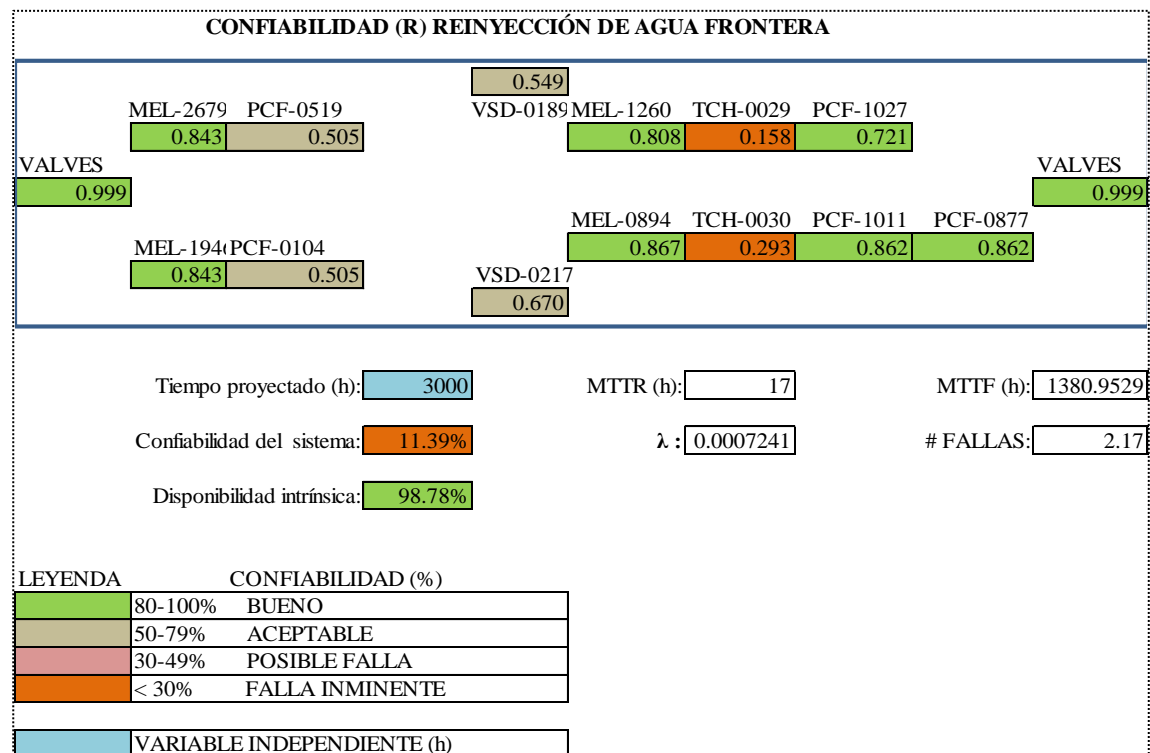 CONFIABILIDAD (R) REINYECCIÓN DE AGUA FRONTERA
0.549
MEL-2679 PCF-0519 VSD-0189 MEL-1260 TCH-0029 PCF-1027
0.843 0.505 0.808 0.158 0.721
VALVES VALVES
0.999 0.999
MEL-0894 TCH-0030 PCF-1011 PCF-0877
MEL-194 PCF-0104 0.867 0.293 0.862 0.862
0.843 0.505 VSD-0217
0.670
Tiempo proyectado (h): 3000 MTTR (h): 17 MTTF (h): 1380.9529
Confiabilidad del sistema: 11.39% λ : 0.0007241 # FALLAS: 2.17
Disponibilidad intrínsica: 98.78%
LEYENDA CONFIABILIDAD (%)
80-100% BUENO
50-79% ACEPTABLE
30-49% POSIBLE FALLA
< 30% FALLA INMINENTE
VARIABLE INDEPENDIENTE (h)